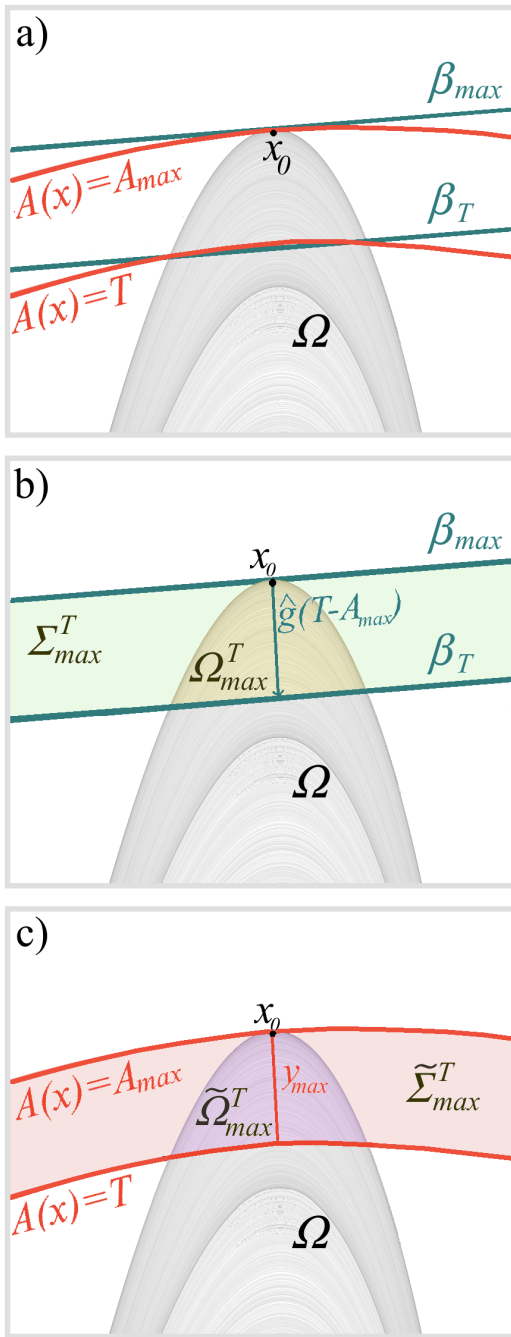 a)
β_max
x_0
A(x)=A_max
β_T
A(x)=T
Ω
b)
β_max
x_0
ĝ(T-A_max)
Σ^T_max
Ω^T_max
β_T
Ω
c)
x_0
A(x)=A_max
y_max
Ω̃^T_max
Σ̃^T_max
A(x)=T
Ω